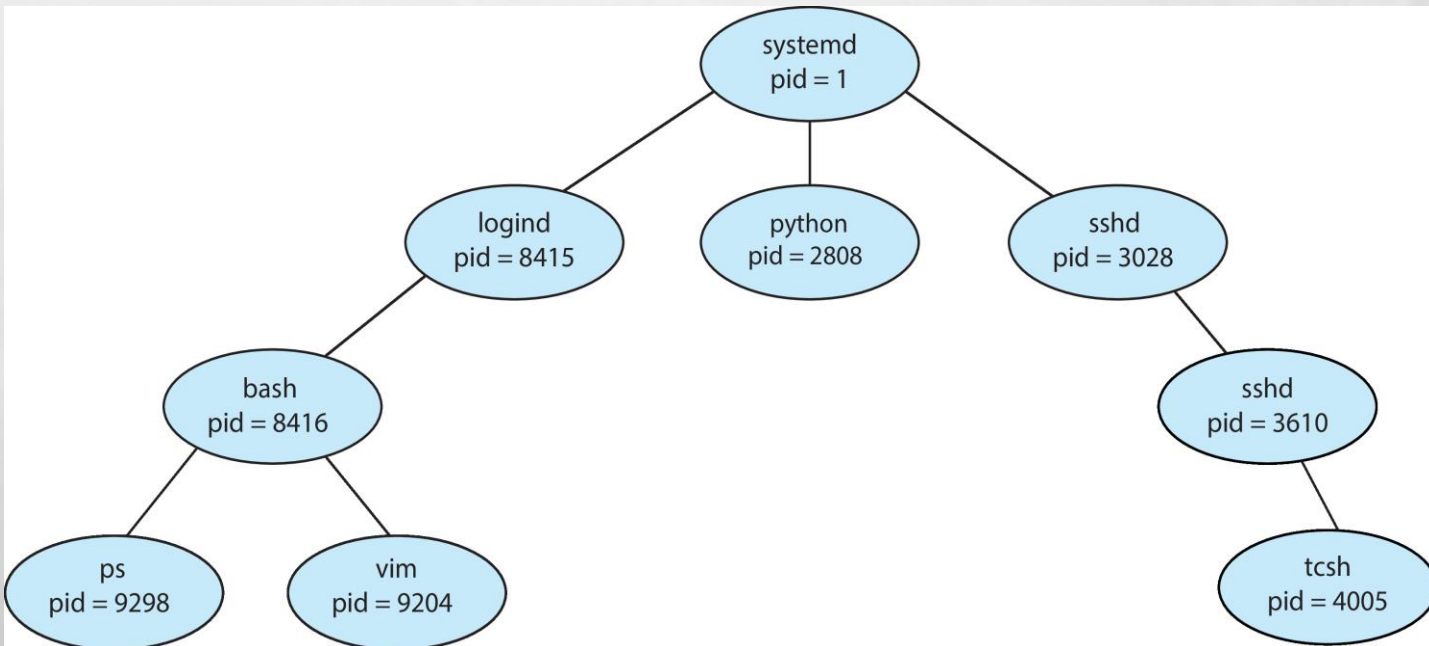 systemd
pid = 1
logind
pid = 8415
python
pid = 2808
sshd
pid = 3028
bash
pid = 8416
sshd
pid = 3610
ps
pid = 9298
vim
pid = 9204
tcsh
pid = 4005